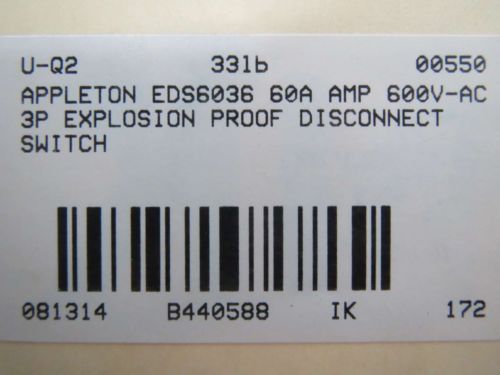 U-Q2 331b 00550
APPLETON EDS6036 60A AMP 600V-AC
3P EXPLOSION PROOF DISCONNECT
SWITCH
081314 B440588 IK 172